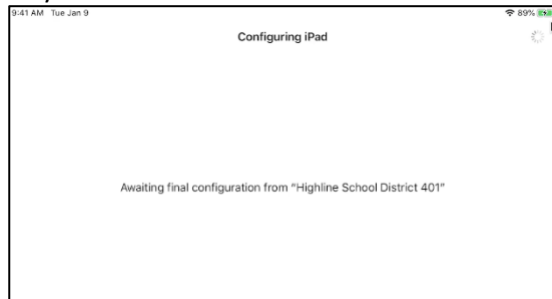 9:41 AM Tue Jan 9 89%
Configuring iPad
Awaiting final configuration from "Highline School District 401"